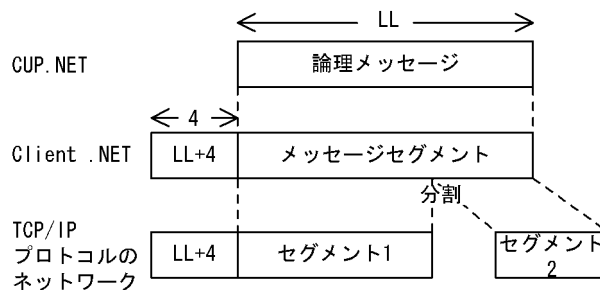 LL
CUP.NET
論理メッセージ
4
Client .NET
LL+4
メッセージセグメント
分割
TCP/IP
プロトコルの
ネットワーク
LL+4
セグメント1
セグメント
2